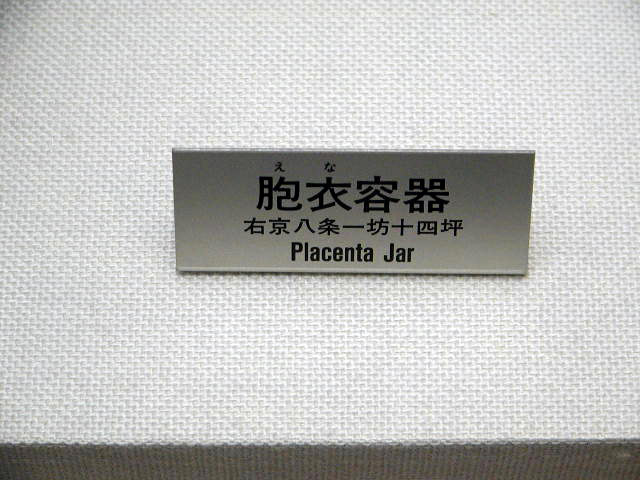 えな
胞衣容器
右京八条一坊十四坪
Placenta Jar